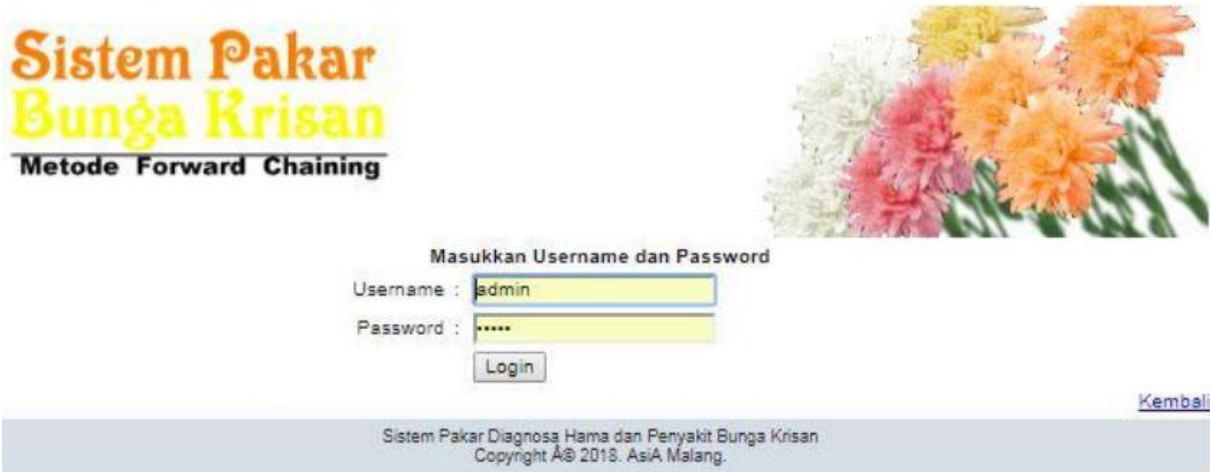 Sistem Pakar
Bunga Krisan
Metode Forward Chaining
Masukkan Username dan Password
Username : admin
Password : •••••
Login
Kembali
Sistem Pakar Diagnosa Hama dan Penyakit Bunga Krisan
Copyright Â® 2018. AsiA Malang.